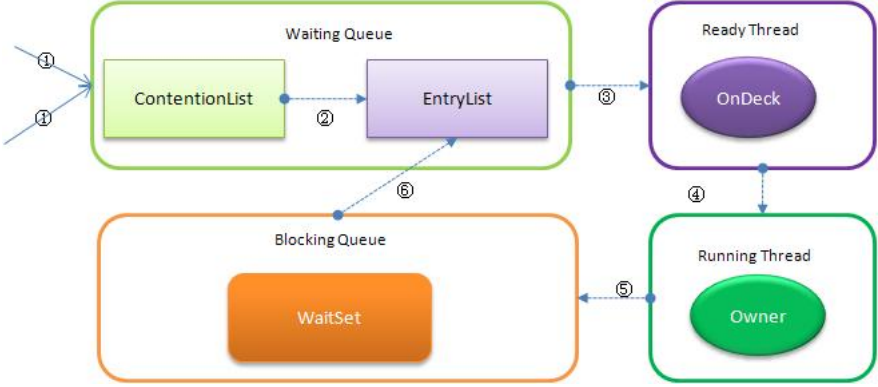 Waiting Queue
Ready Thread
①
ContentionList
EntryList
OnDeck
②
③
①
⑥
④
Blocking Queue
Running Thread
⑤
WaitSet
Owner